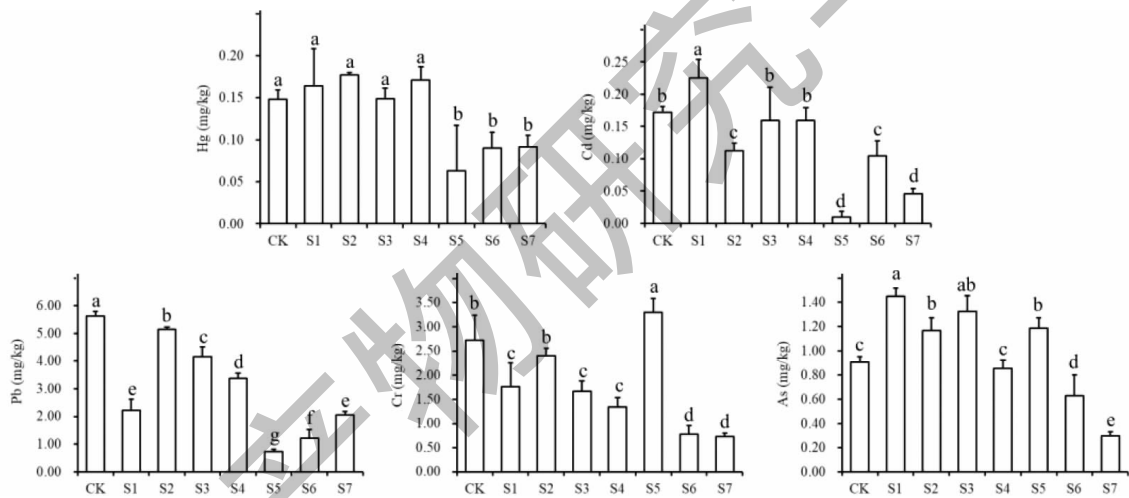 Hg (mg/kg)
0.20
0.15
0.10
0.05
0.00
a a a a a b b b
CK S1 S2 S3 S4 S5 S6 S7
Cd (mg/kg)
0.25
0.20
0.15
0.10
0.05
0.00
b a c b b d c d
CK S1 S2 S3 S4 S5 S6 S7
Pb (mg/kg)
6.00
5.00
4.00
3.00
2.00
1.00
0.00
a e b c d g f e
CK S1 S2 S3 S4 S5 S6 S7
Cr (mg/kg)
3.50
3.00
2.50
2.00
1.50
1.00
0.50
0.00
b c b c c a d d
CK S1 S2 S3 S4 S5 S6 S7
As (mg/kg)
1.40
1.20
1.00
0.80
0.60
0.40
0.20
0.00
c a b ab c b d e
CK S1 S2 S3 S4 S5 S6 S7
物研究